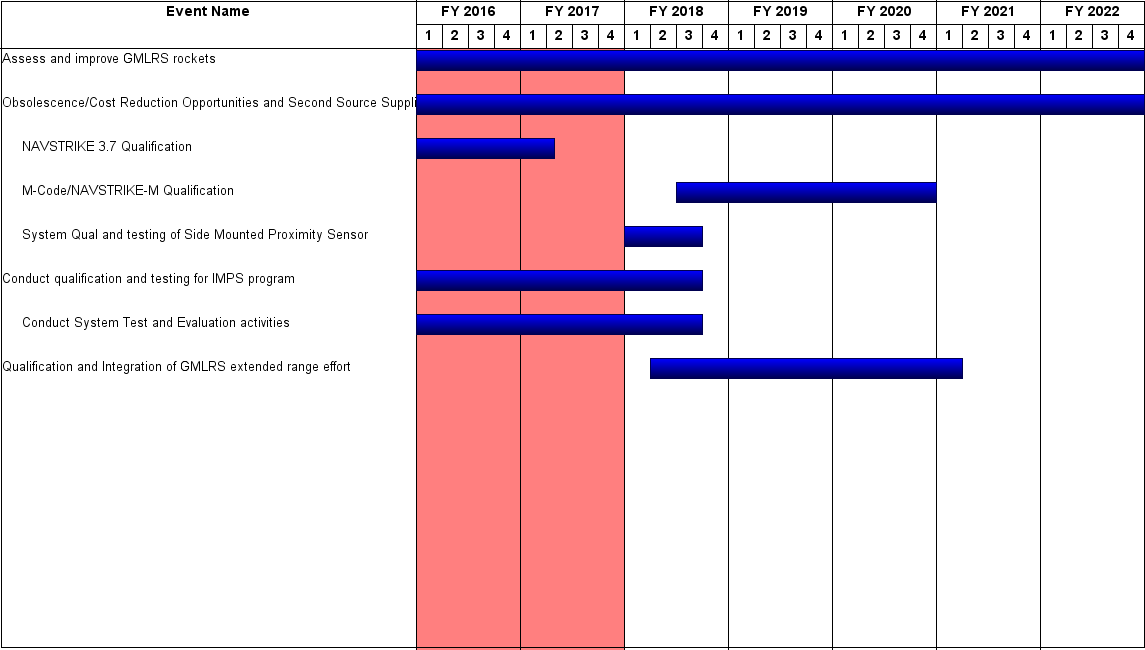 Event Name FY 2016 FY 2017 FY 2018 FY 2019 FY 2020 FY 2021 FY 2022
1 2 3 4 1 2 3 4 1 2 3 4 1 2 3 4 1 2 3 4 1 2 3 4 1 2 3 4
Assess and improve GMLRS rockets
Obsolescence/Cost Reduction Opportunities and Second Source Suppli
NAVSTRIKE 3.7 Qualification
M-Code/NAVSTRIKE-M Qualification
System Qual and testing of Side Mounted Proximity Sensor
Conduct qualification and testing for IMPS program
Conduct System Test and Evaluation activities
Qualification and Integration of GMLRS extended range effort